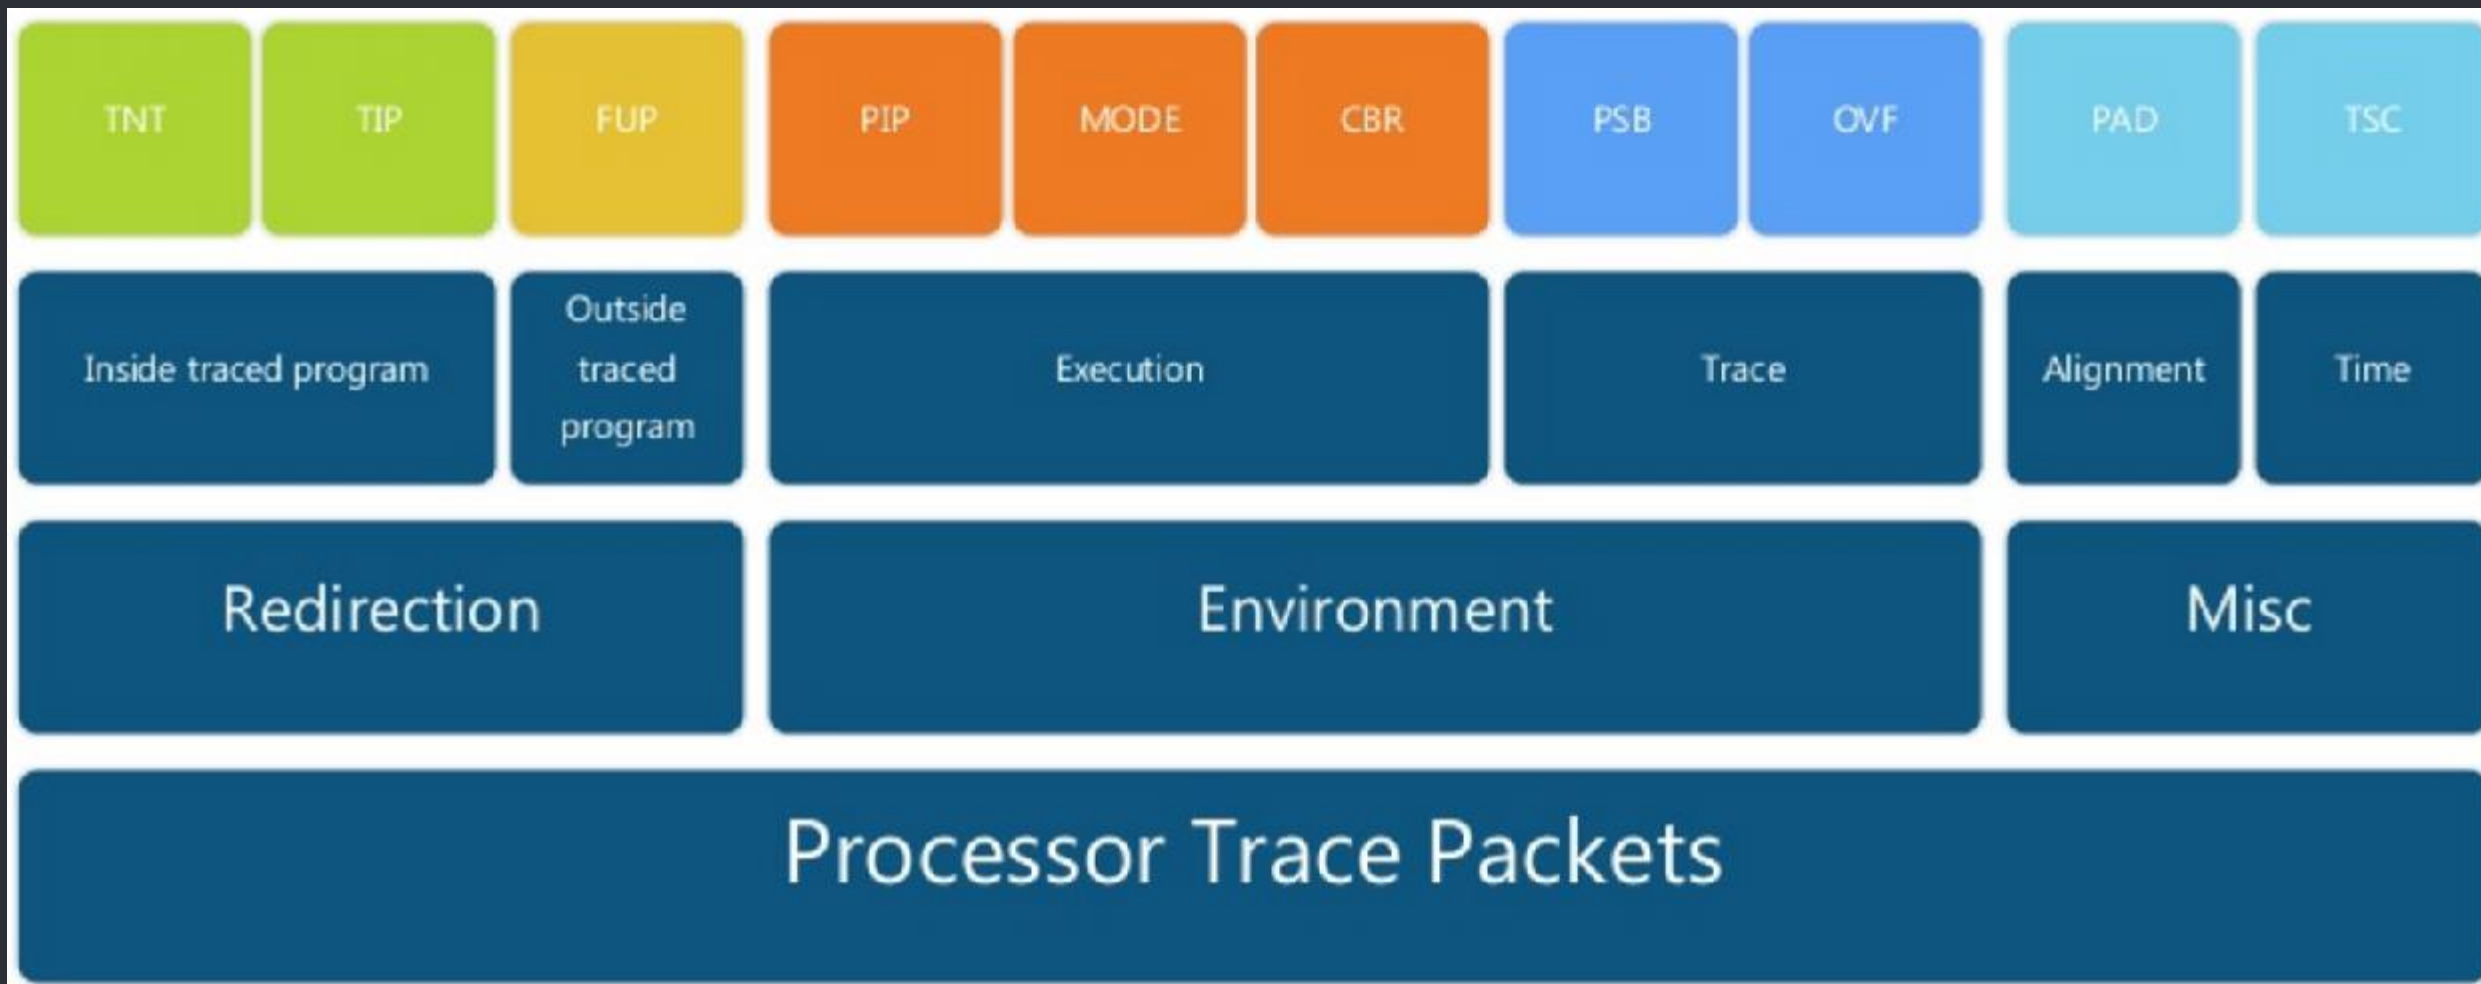 TNT
TIP
FUP
PIP
MODE
CBR
PSB
OVF
PAD
TSC
Inside traced program
Outside
traced
program
Execution
Trace
Alignment
Time
Redirection
Environment
Misc
Processor Trace Packets